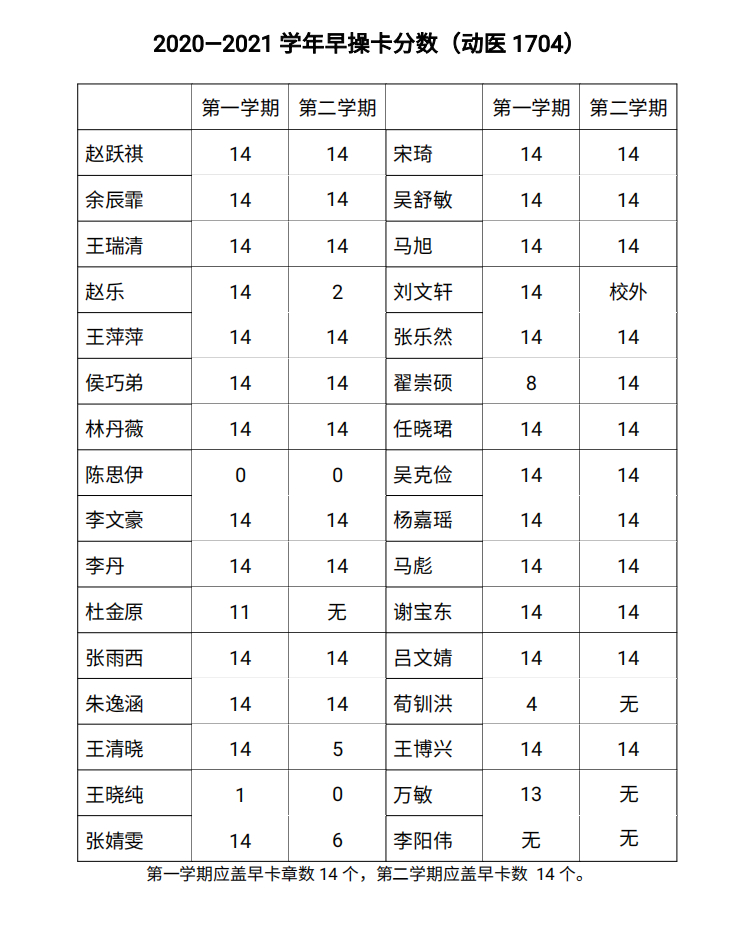 2020—2021 学年早操卡分数（动医 1704）
第一学期 第二学期 第一学期 第二学期
赵跃祺 14 14 宋琦 14 14
余辰霏 14 14 吴舒敏 14 14
王瑞清 14 14 马旭 14 14
赵乐 14 2 刘文轩 14 校外
王萍萍 14 14 张乐然 14 14
侯巧弟 14 14 翟崇硕 8 14
林丹薇 14 14 任晓珺 14 14
陈思伊 0 0 吴克俭 14 14
李文豪 14 14 杨嘉瑶 14 14
李丹 14 14 马彪 14 14
杜金原 11 无 谢宝东 14 14
张雨西 14 14 吕文婧 14 14
朱逸涵 14 14 荀钏洪 4 无
王清晓 14 5 王博兴 14 14
王晓纯 1 0 万敏 13 无
张婧雯 14 6 李阳伟 无 无
第一学期应盖早卡章数 14 个，第二学期应盖早卡数 14 个。